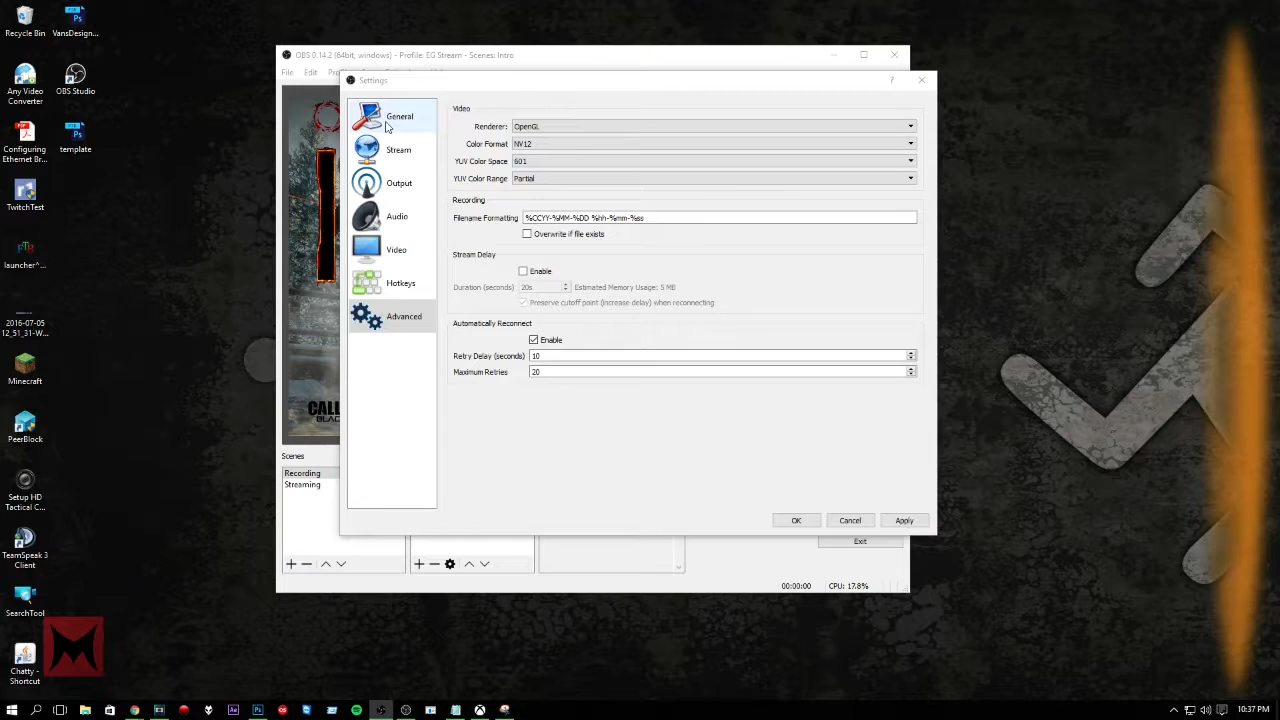 Recycle Bin
VansDesign...
Any Video Converter
OBS Studio
Configuring Ethernet Br...
template
TwitchTest
launcher^...
2016-07-05 12_51_31-W...
Minecraft
PeerBlock
Setup HD Tactical C...
TeamSpeak 3 Client
SearchTool
Chatty - Shortcut
OBS 0.14.2 (64bit, windows) - Profile: EG Stream - Scenes: Intro
File
Edit
Settings
General
Stream
Output
Audio
Video
Hotkeys
Advanced
Video
Renderer: OpenGL
Color Format: NV12
YUV Color Space: 601
YUV Color Range: Partial
Recording
Filename Formatting %CCYY-%MM-%DD %hh-%mm-%ss
Overwrite if file exists
Stream Delay
Enable
Duration (seconds) 20s Estimated Memory Usage: 5 MB
Preserve cutoff point (increase delay) when reconnecting
Automatically Reconnect
Enable
Retry Delay (seconds) 10
Maximum Retries 20
OK
Cancel
Apply
CALL
BLAC
Scenes
Recording
Streaming
Exit
00:00:00
CPU: 17.8%
10:37 PM